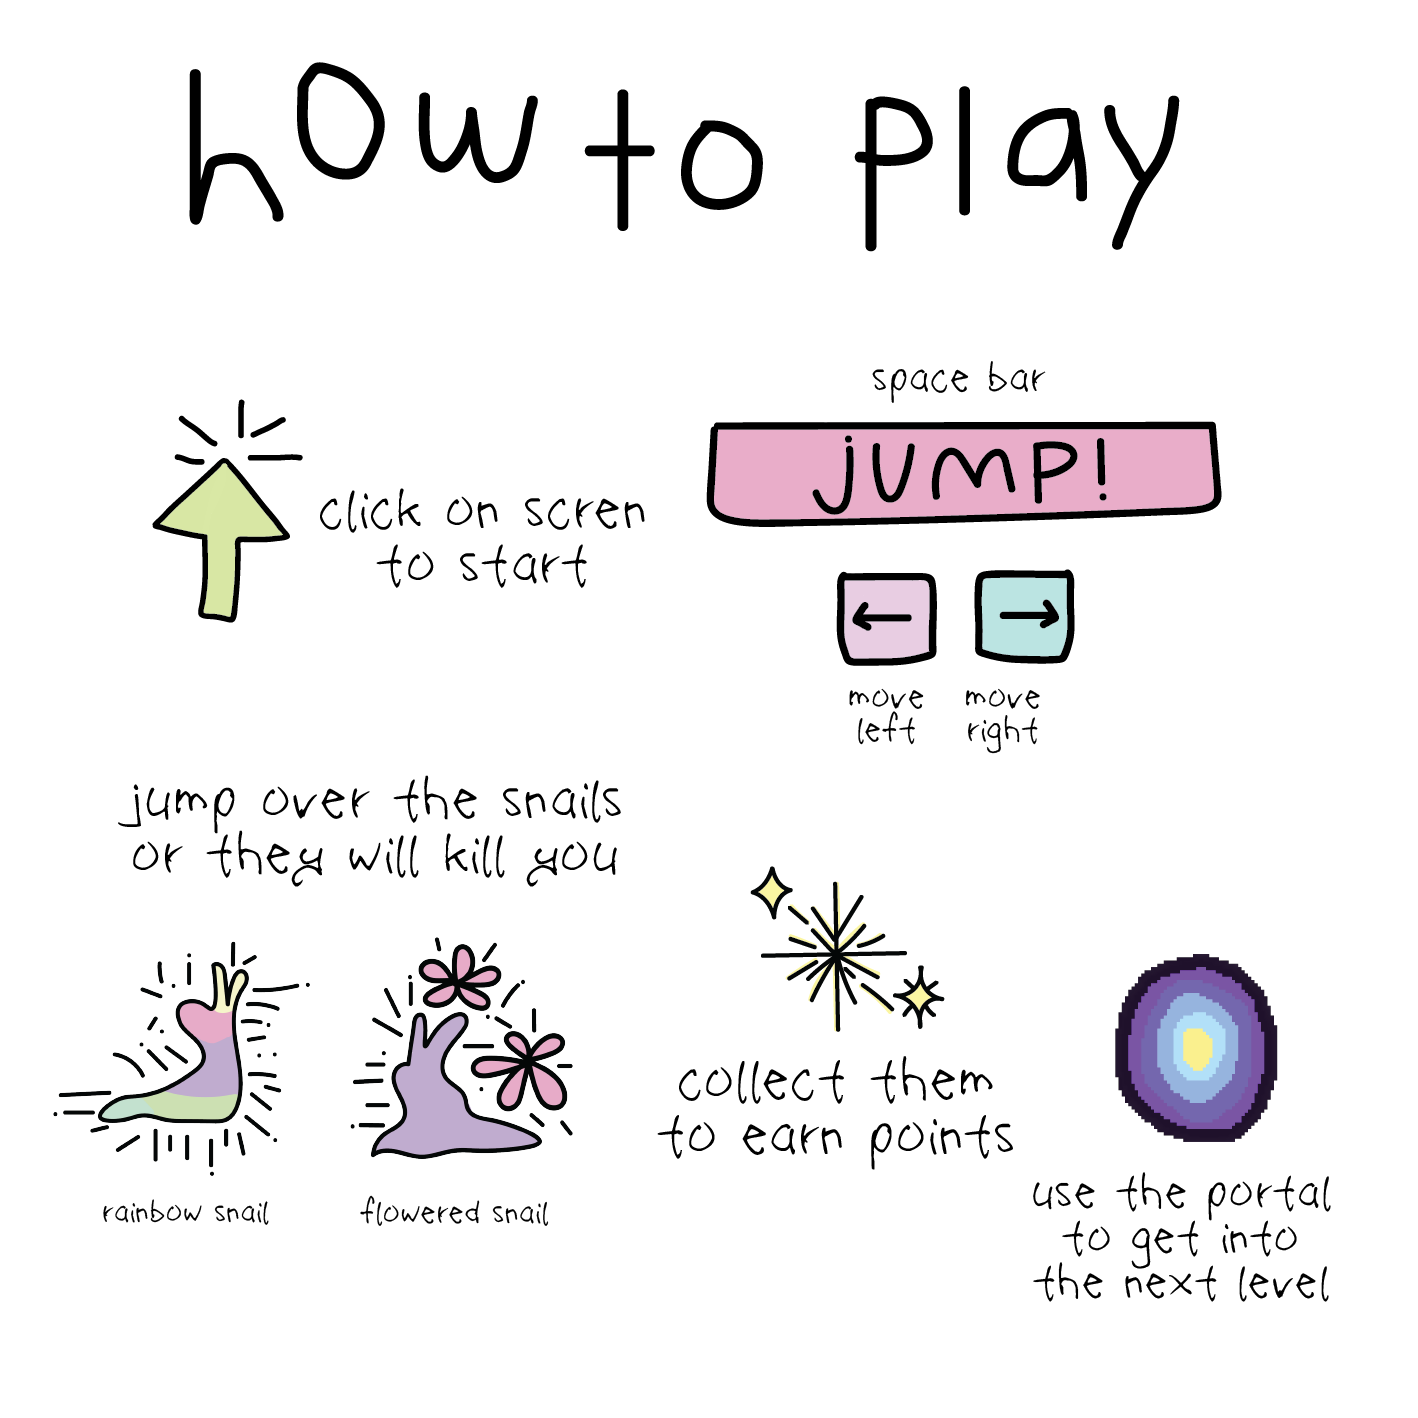 how to play
click on scren
to start
space bar
jump!
move
left
move
right
jump over the snails
or they will kill you
rainbow snail
flowered snail
collect them
to earn points
use the portal
to get into
the next level